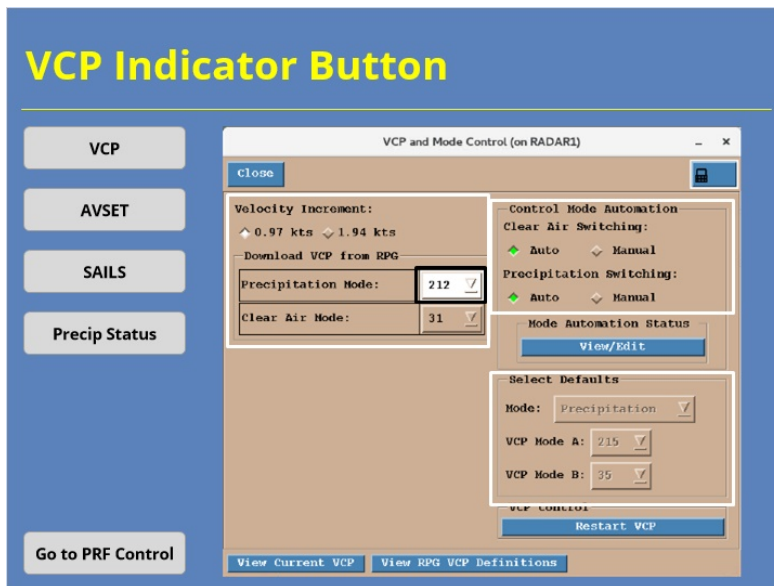 VCP Indicator Button
VCP
AVSET
SAILS
Precip Status
Go to PRF Control
VCP and Mode Control (on RADAR1)
Close
Velocity Increment:
0.97 kts 1.94 kts
Download VCP from RPG
Precipitation Mode: 212
Clear Air Mode: 31
Control Mode Automation
Clear Air Switching:
Auto Manual
Precipitation Switching:
Auto Manual
Mode Automation Status
View/Edit
Select Defaults
Mode: Precipitation
VCP Mode A: 215
VCP Mode B: 35
VCP Control
Restart VCP
View Current VCP View RPG VCP Definitions